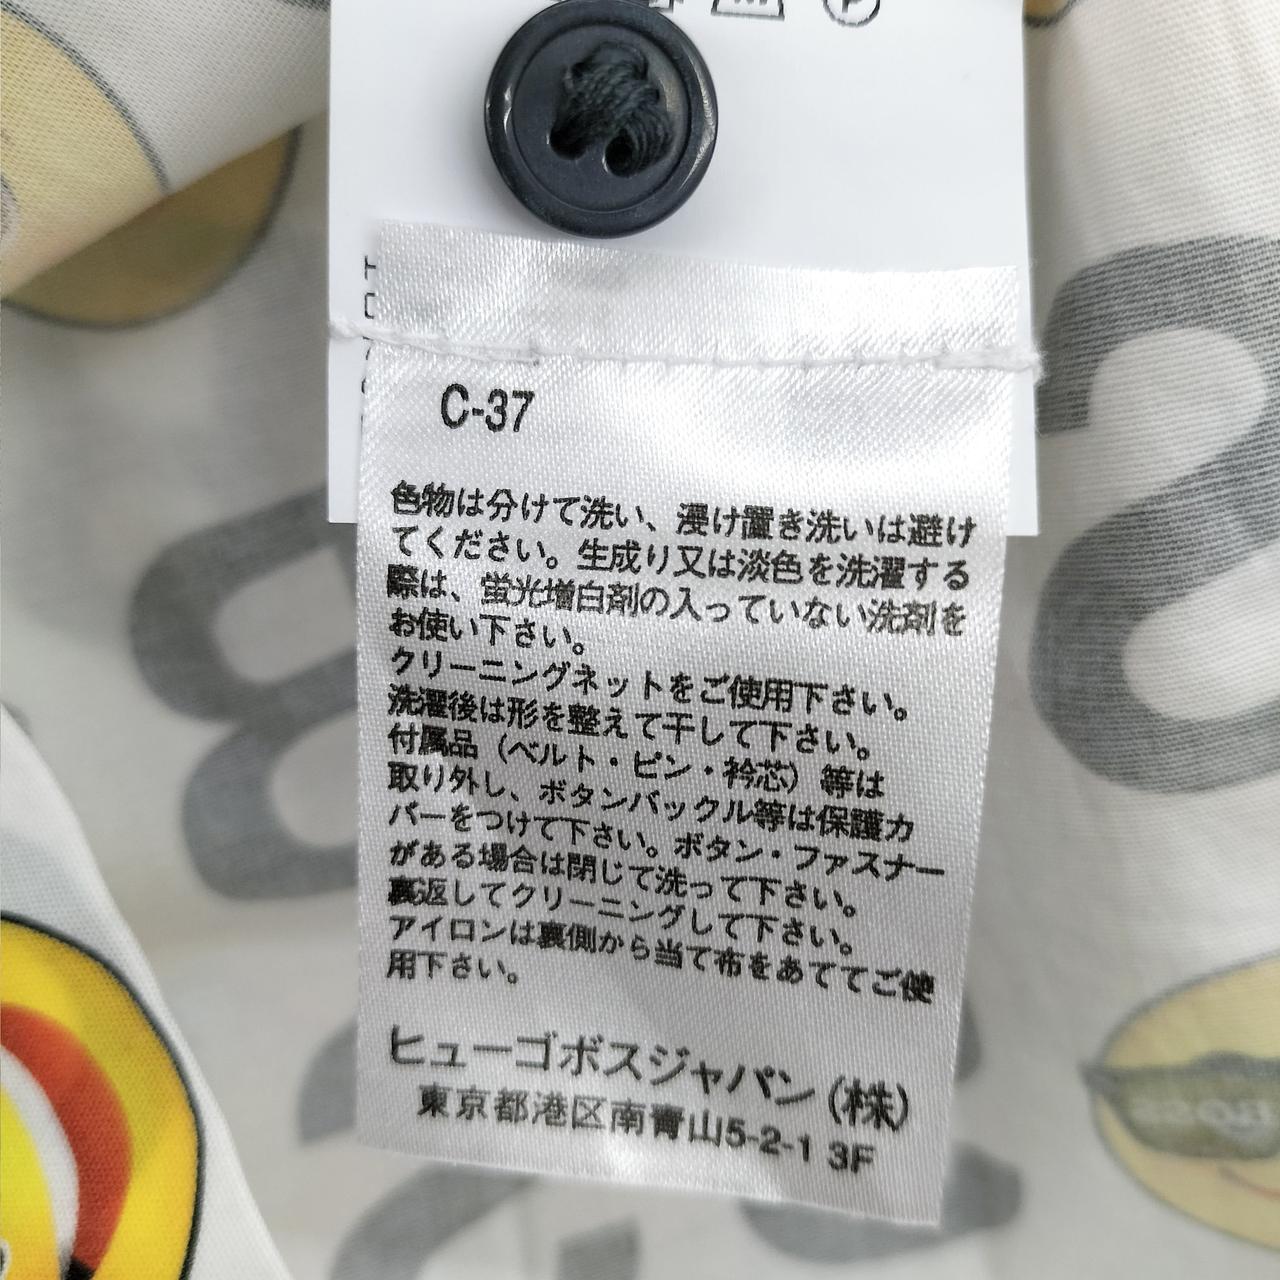 C-37
色物は分けて洗い、浸け置き洗いは避け
てください。生成り又は淡色を洗濯する
際は、蛍光増白剤の入っていない洗剤を
お使い下さい。
クリーニングネットをご使用下さい。
洗濯後は形を整えて干して下さい。
付属品（ベルト・ピン・衿芯）等は
取り外し、ボタンバックル等は保護カ
バーをつけて下さい。ボタン・ファスナー
がある場合は閉じて洗って下さい。
裏返してクリーニングして下さい。
アイロンは裏側から当て布をあててご使
用下さい。
ヒューゴボスジャパン（株）
東京都港区南青山5-2-1 3F